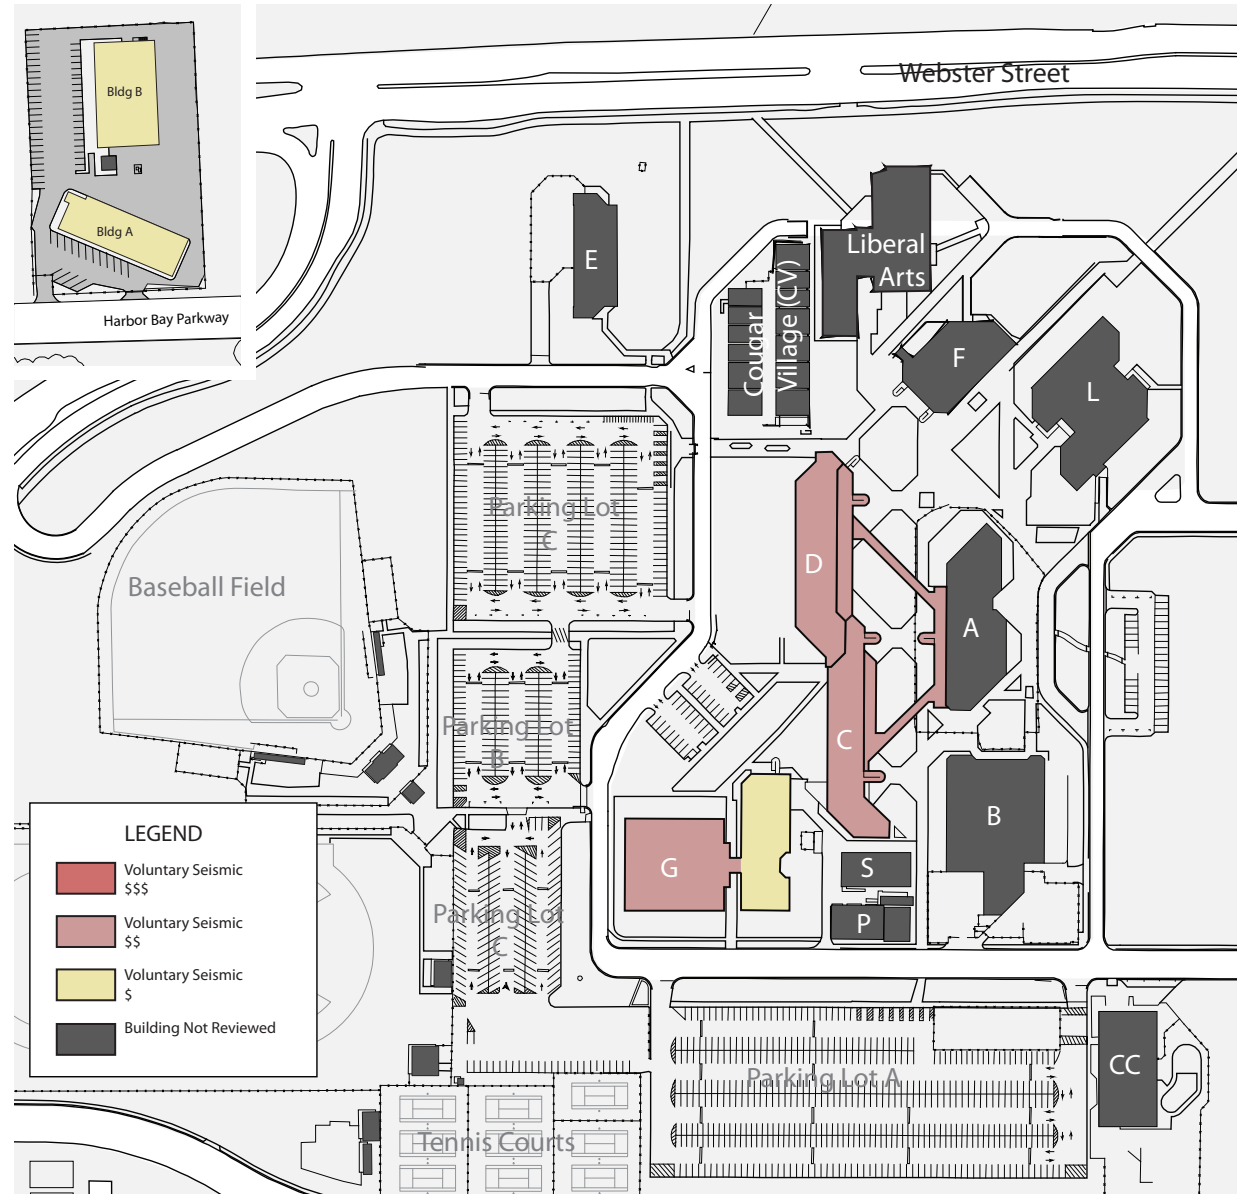 Bldg B
Bldg A
Harbor Bay Parkway
Webster Street
E
Cougar
Village (CV)
Liberal
Arts
F
L
Parking Lot
C
Baseball Field
D
A
Parking Lot
B
C
B
LEGEND
Voluntary Seismic
$$$
Voluntary Seismic
$$
Voluntary Seismic
$
Building Not Reviewed
G
S
P
Parking Lot
C
Parking Lot A
CC
Tennis Courts